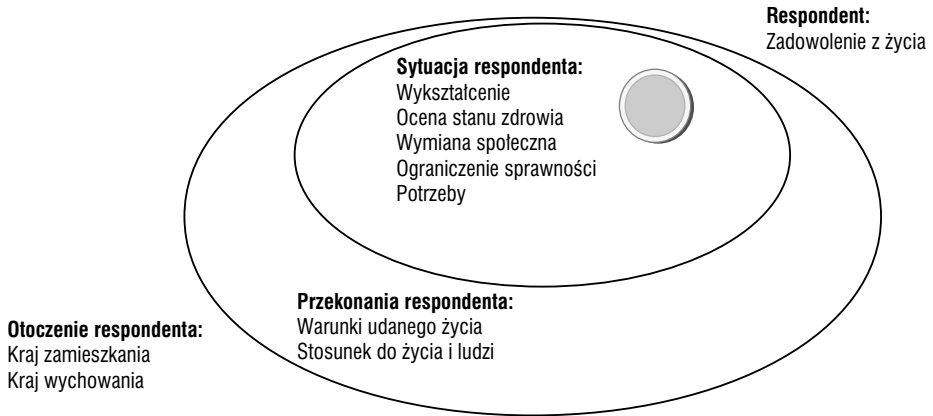 Respondent:
Zadowolenie z życia
Sytuacja respondenta:
Wykształcenie
Ocena stanu zdrowia
Wymiana społeczna
Ograniczenie sprawności
Potrzeby
Przekonania respondenta:
Warunki udanego życia
Stosunek do życia i ludzi
Otoczenie respondenta:
Kraj zamieszkania
Kraj wychowania